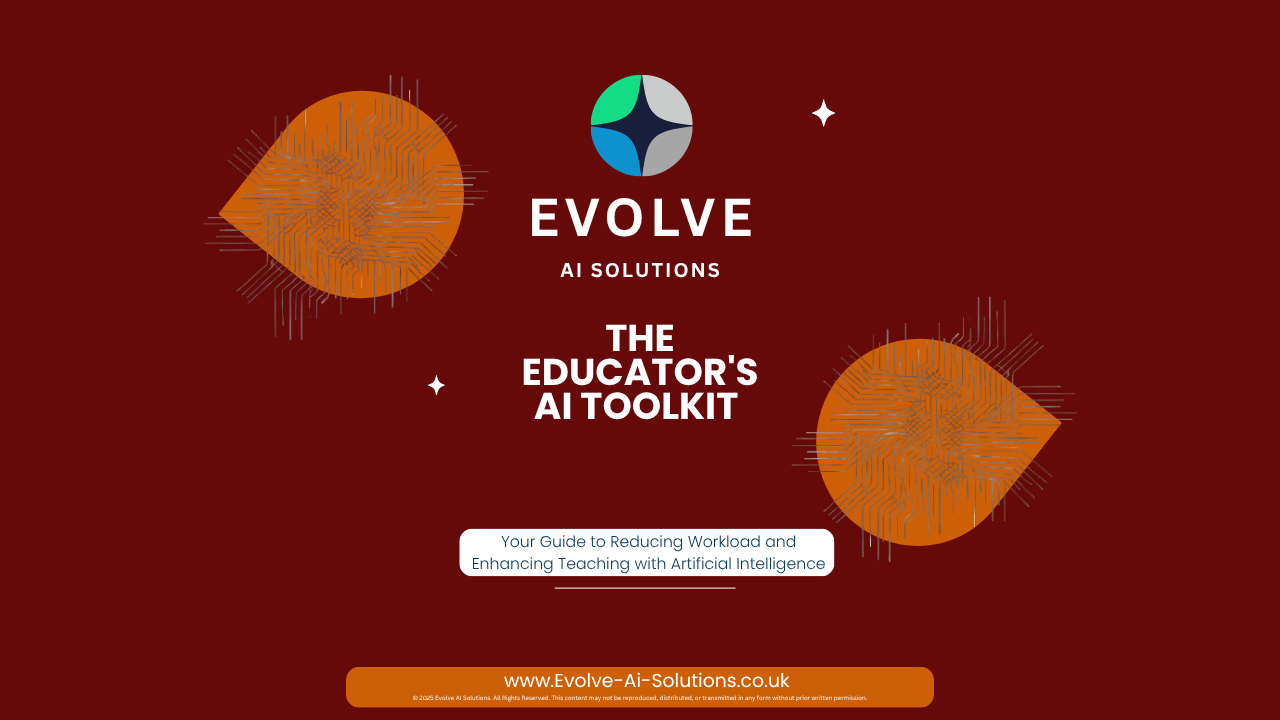 EVOLVE
AI SOLUTIONS
THE
EDUCATOR'S
AI TOOLKIT
Your Guide to Reducing Workload and
Enhancing Teaching with Artificial Intelligence
www.Evolve-Ai-Solutions.co.uk
© 2025 Evolve AI Solutions. All Rights Reserved. This content may not be reproduced, distributed, or transmitted in any form without prior written permission.